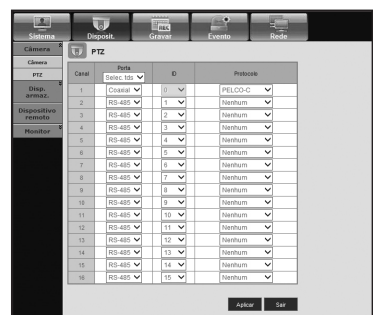 Sistema Disposit. Gravar Evento Rede
Câmera
Câmera
PTZ
Disp. armaz.
Dispositivo remoto
Monitor
PTZ
Canal Porta ID Protocolo
Selec. tds
1 Coaxial 0 PELCO-C
2 RS-485 1 Nenhum
3 RS-485 2 Nenhum
4 RS-485 3 Nenhum
5 RS-485 4 Nenhum
6 RS-485 5 Nenhum
7 RS-485 6 Nenhum
8 RS-485 7 Nenhum
9 RS-485 8 Nenhum
10 RS-485 9 Nenhum
11 RS-485 10 Nenhum
12 RS-485 11 Nenhum
13 RS-485 12 Nenhum
14 RS-485 13 Nenhum
15 RS-485 14 Nenhum
16 RS-485 15 Nenhum
Aplicar Sair